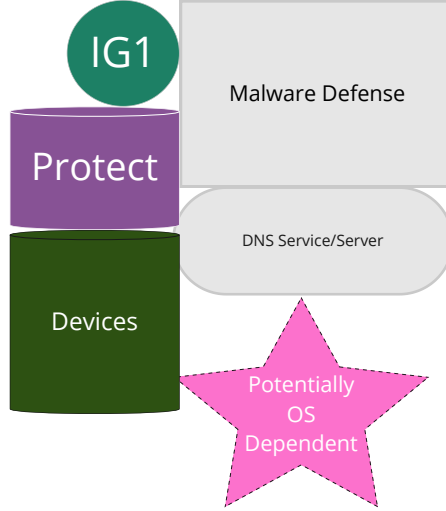 IG1
Malware Defense
Protect
DNS Service/Server
Devices
Potentially
OS
Dependent